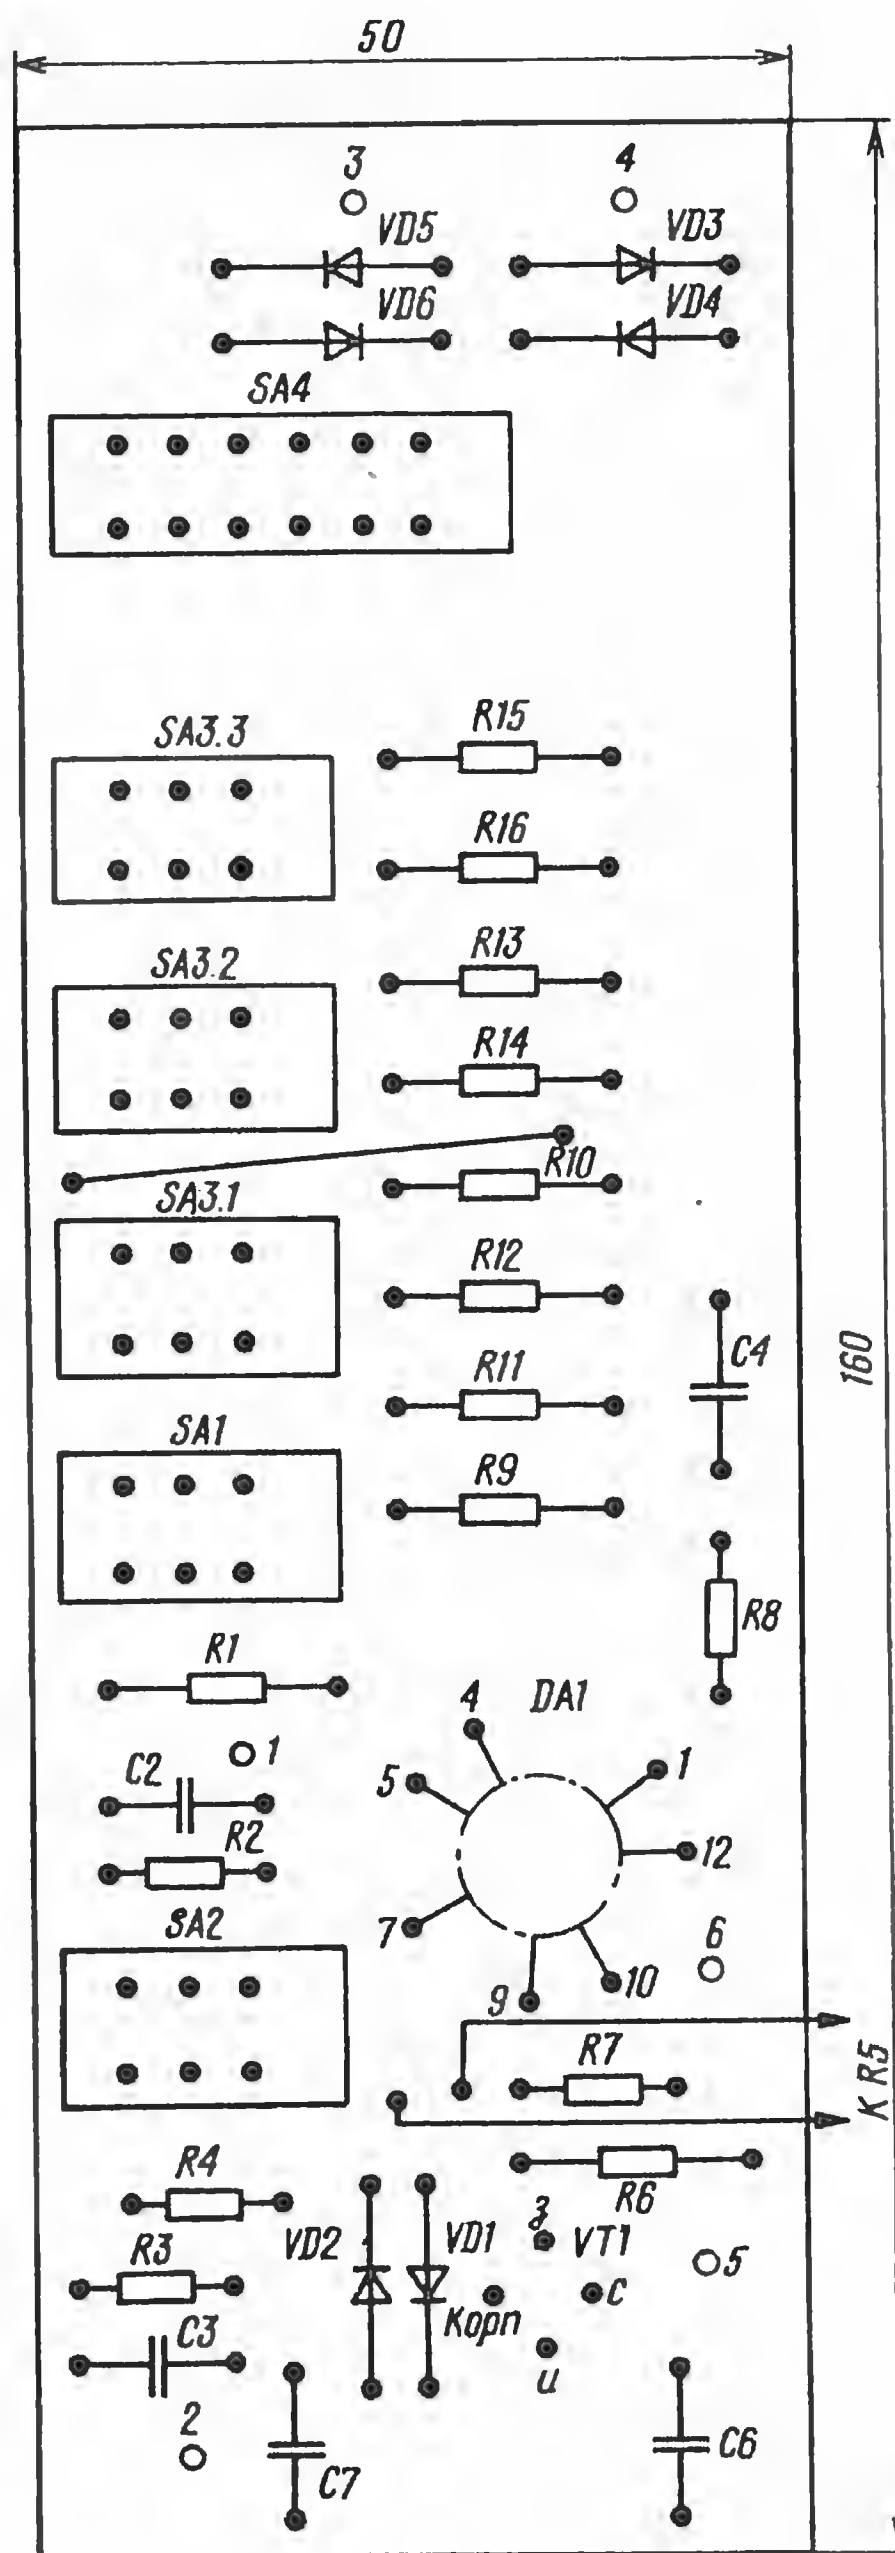 50
3 4
VD5 VD3
VD6 VD4
SA4
R15
SA3.3
R16
R13
SA3.2
R14
R10
SA3.1
R12
C4
160
R11
SA1
R9
R8
R1
4 DA1
1
1
C2
5
R2
12
SA2
7
6
10
9
R7
К R5
R4
R6
з
VD2 VD1 VT1
R3
5
Корп
с
C3
и
2
C6
C7